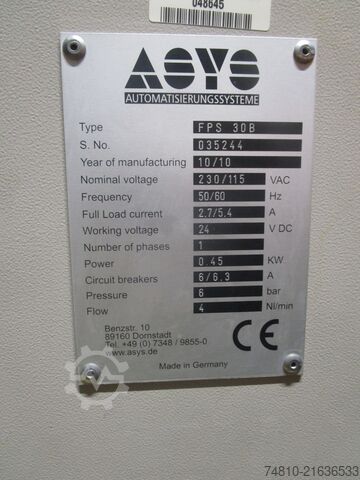 048645
ASYS
AUTOMATISIERUNGSSYSTEME
Type FPS 30B
S. No. 035244
Year of manufacturing 10/10
Nominal voltage 230/115 VAC
Frequency 50/60 Hz
Full Load current 2.7/5.4 A
Working voltage 24 V DC
Number of phases 1
Power 0.45 KW
Circuit breakers 6/6.3 A
Pressure 6 bar
Flow 4 Nl/min
Benzstr. 10
89160 Dornstadt
Tel. +49 (0) 7348 / 9855-0
www.asys.de
CE
Made in Germany
74810-21636533